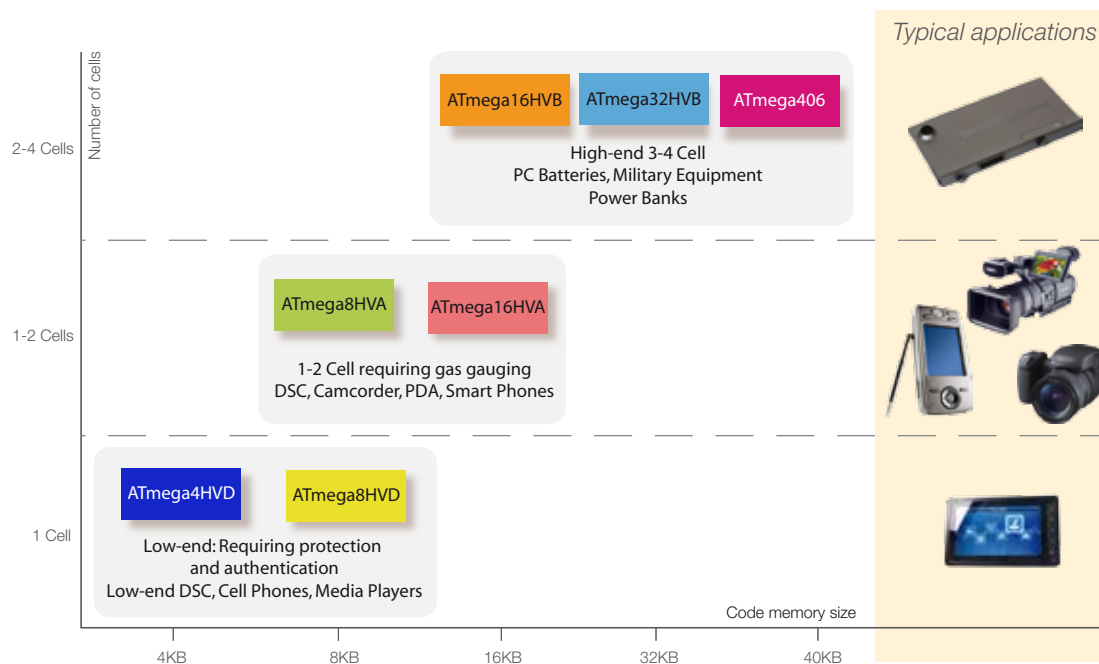 Typical applications
Number of cells
2-4 Cells
ATmega16HVB
ATmega32HVB
ATmega406
High-end 3-4 Cell
PC Batteries, Military Equipment
Power Banks
1-2 Cells
ATmega8HVA
ATmega16HVA
1-2 Cell requiring gas gauging
DSC, Camcorder, PDA, Smart Phones
1 Cell
ATmega4HVD
ATmega8HVD
Low-end: Requiring protection
and authentication
Low-end DSC, Cell Phones, Media Players
Code memory size
4KB
8KB
16KB
32KB
40KB